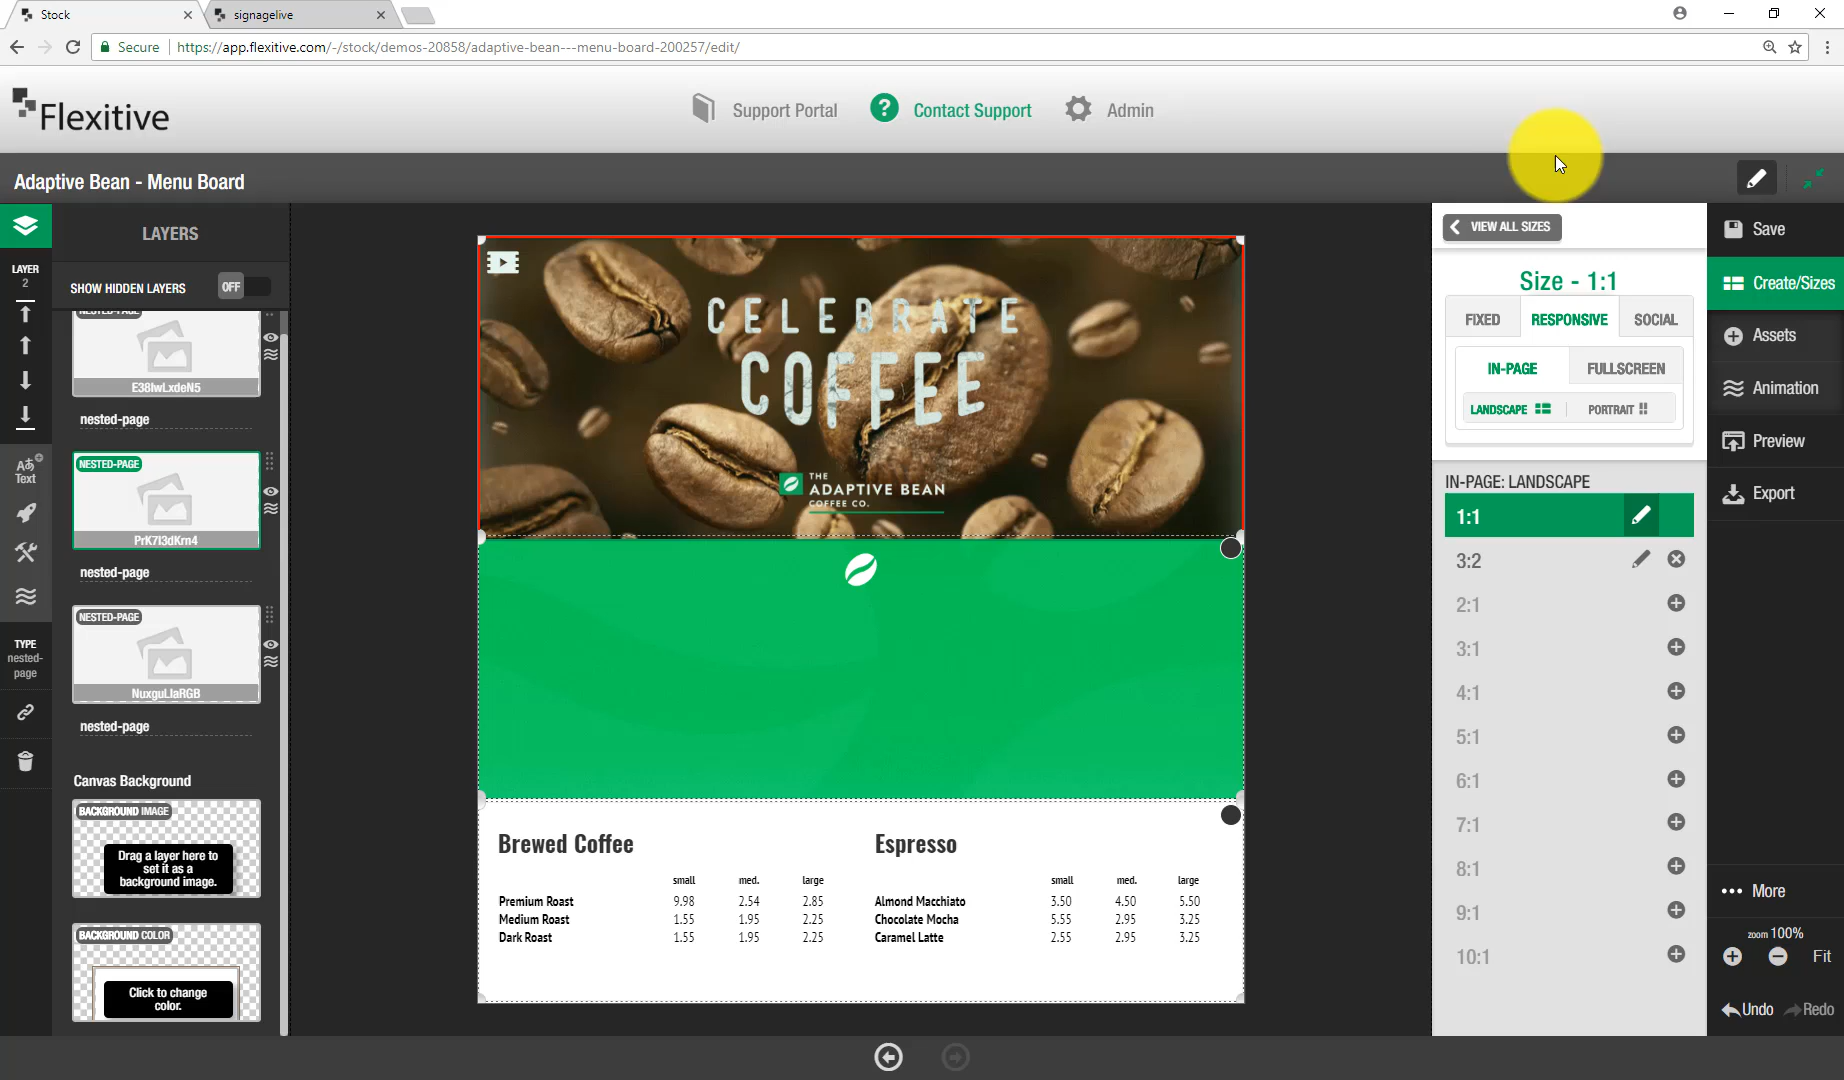 Stock
signagelive
Secure
https://app.flexitive.com/-/stock/demos-20858/adaptive-bean---menu-board-200257/edit/
Flexitive
Support Portal
? Contact Support
Admin
Adaptive Bean - Menu Board
LAYERS
LAYER
2
SHOW HIDDEN LAYERS
OFF
NESTED-PAGE
E38IwLxdeN5
nested-page
NESTED-PAGE
PrK7I3dKrn4
nested-page
NESTED-PAGE
NuxguLIaRGB
nested-page
Text
TYPE
nested-
page
Canvas Background
BACKGROUND IMAGE
Drag a layer here to
set it as a
background image.
BACKGROUND COLOR
Click to change
color.
CELEBRATE
COFFEE
THE
ADAPTIVE BEAN
COFFEE CO.
Brewed Coffee
small med. large
Premium Roast 9.98 2.54 2.85
Medium Roast 1.55 1.95 2.25
Dark Roast 1.55 1.95 2.25
Espresso
small med. large
Almond Macchiato 3.50 4.50 5.50
Chocolate Mocha 5.55 2.95 3.25
Caramel Latte 2.55 2.95 3.25
VIEW ALL SIZES
Size - 1:1
FIXED RESPONSIVE SOCIAL
IN-PAGE FULLSCREEN
LANDSCAPE PORTRAIT
IN-PAGE: LANDSCAPE
1:1
3:2
2:1
3:1
4:1
5:1
6:1
7:1
8:1
9:1
10:1
Save
Create/Sizes
Assets
Animation
Preview
Export
More
zoom 100%
Fit
Undo Redo